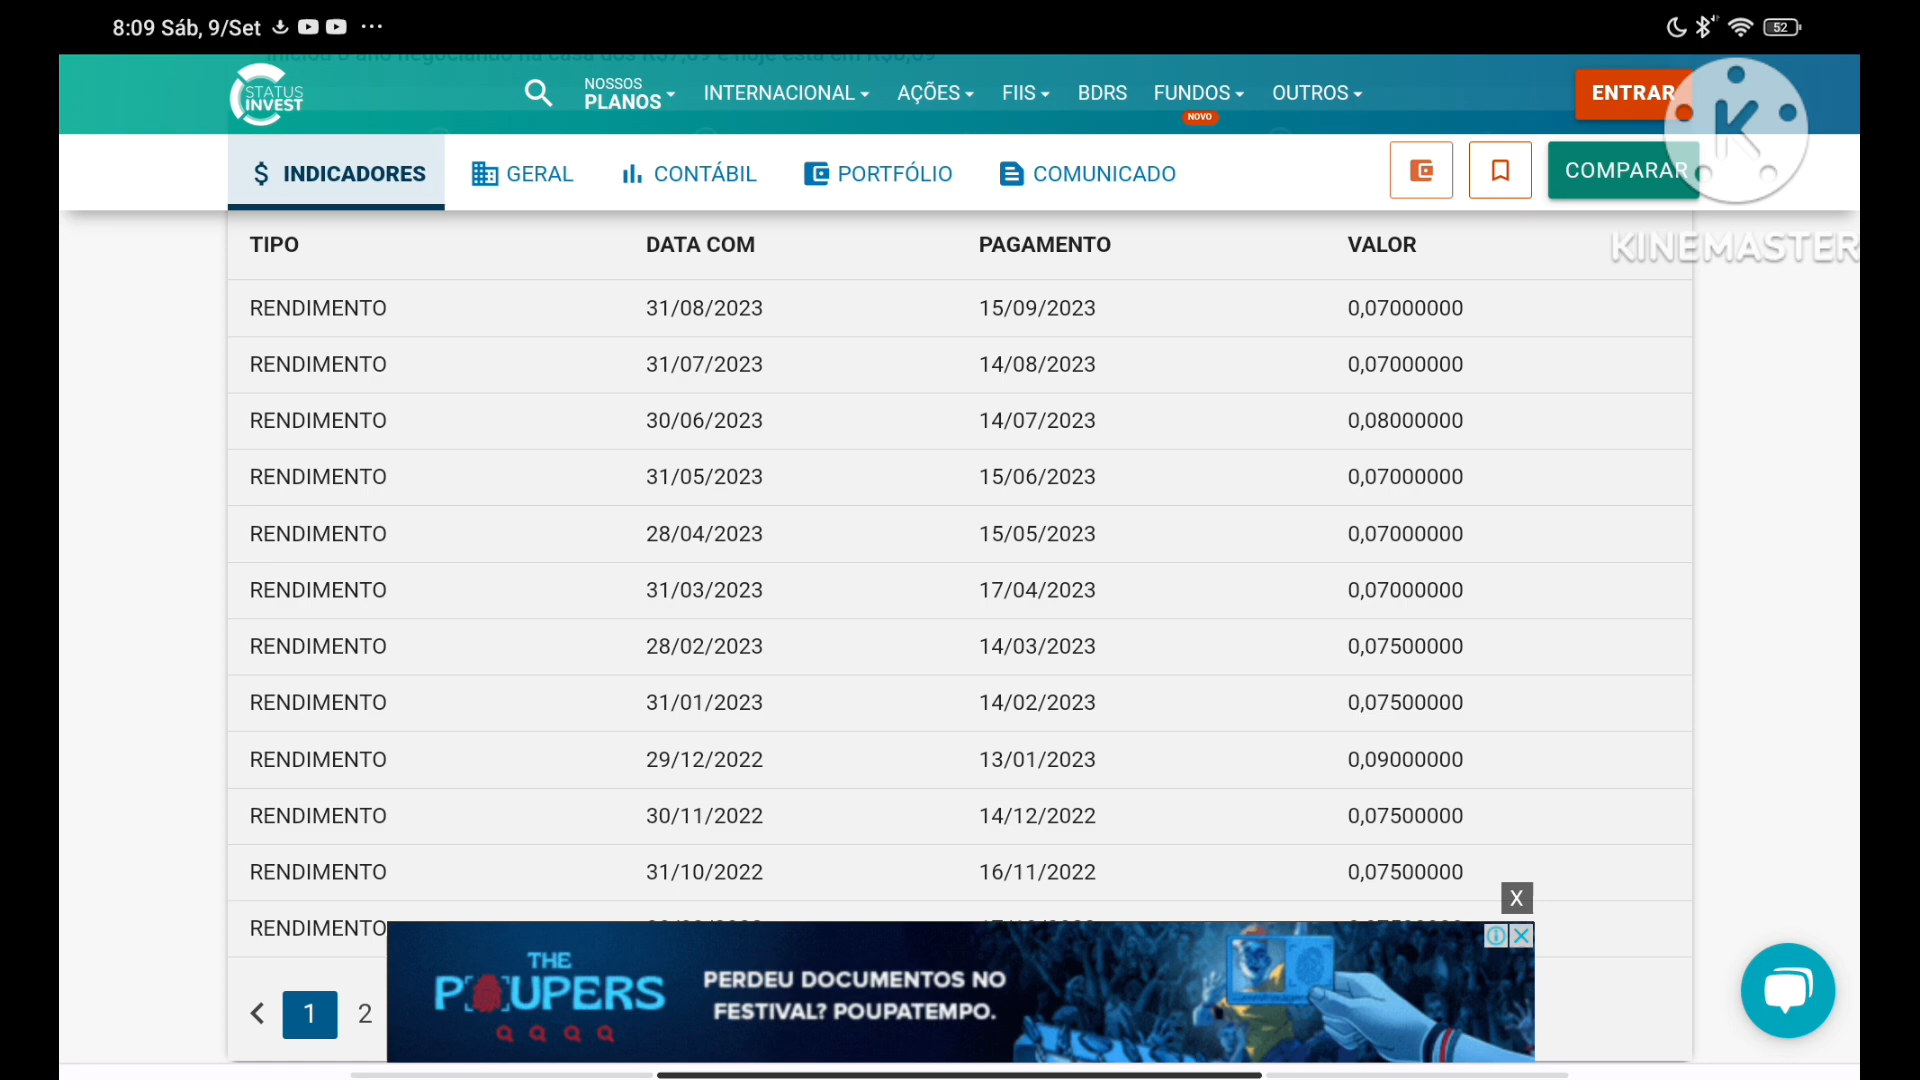 8:09 Sáb, 9/Set
52
STATUS
INVEST
NOSSOS
PLANOS
INTERNACIONAL
AÇÕES
FIIS
BDRS
FUNDOS
NOVO
OUTROS
ENTRAR
K
INDICADORES
GERAL
CONTÁBIL
PORTFÓLIO
COMUNICADO
COMPARAR
KINEMASTER
TIPO DATA COM PAGAMENTO VALOR
RENDIMENTO 31/08/2023 15/09/2023 0,07000000
RENDIMENTO 31/07/2023 14/08/2023 0,07000000
RENDIMENTO 30/06/2023 14/07/2023 0,08000000
RENDIMENTO 31/05/2023 15/06/2023 0,07000000
RENDIMENTO 28/04/2023 15/05/2023 0,07000000
RENDIMENTO 31/03/2023 17/04/2023 0,07000000
RENDIMENTO 28/02/2023 14/03/2023 0,07500000
RENDIMENTO 31/01/2023 14/02/2023 0,07500000
RENDIMENTO 29/12/2022 13/01/2023 0,09000000
RENDIMENTO 30/11/2022 14/12/2022 0,07500000
RENDIMENTO 31/10/2022 16/11/2022 0,07500000
RENDIMENTO
X
THE
POUPERS
PERDEU DOCUMENTOS NO
FESTIVAL? POUPATEMPO.
1 2